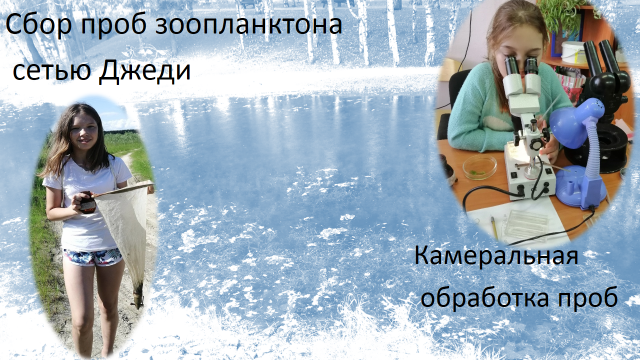 Сбор проб зоопланктона
сетью Джеди
Камеральная
обработка проб